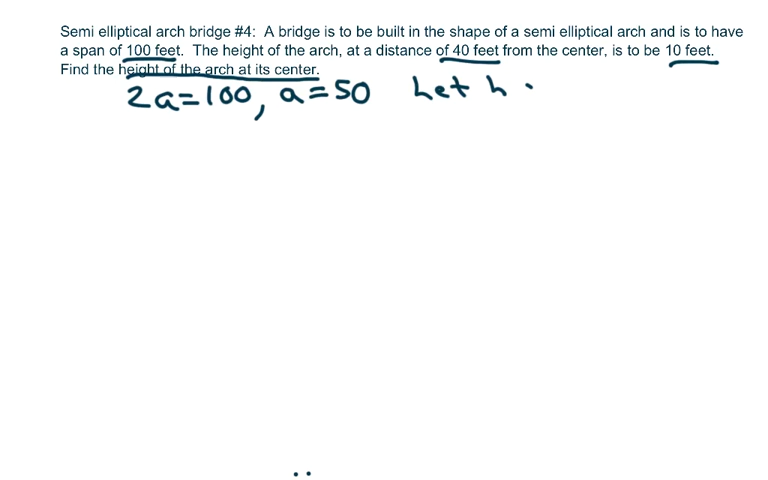 Semi elliptical arch bridge #4:  A bridge is to be built in the shape of a semi elliptical arch and is to have
a span of 100 feet.  The height of the arch, at a distance of 40 feet from the center, is to be 10 feet.
Find the height of the arch at its center.
2a=100, a=50 Let h